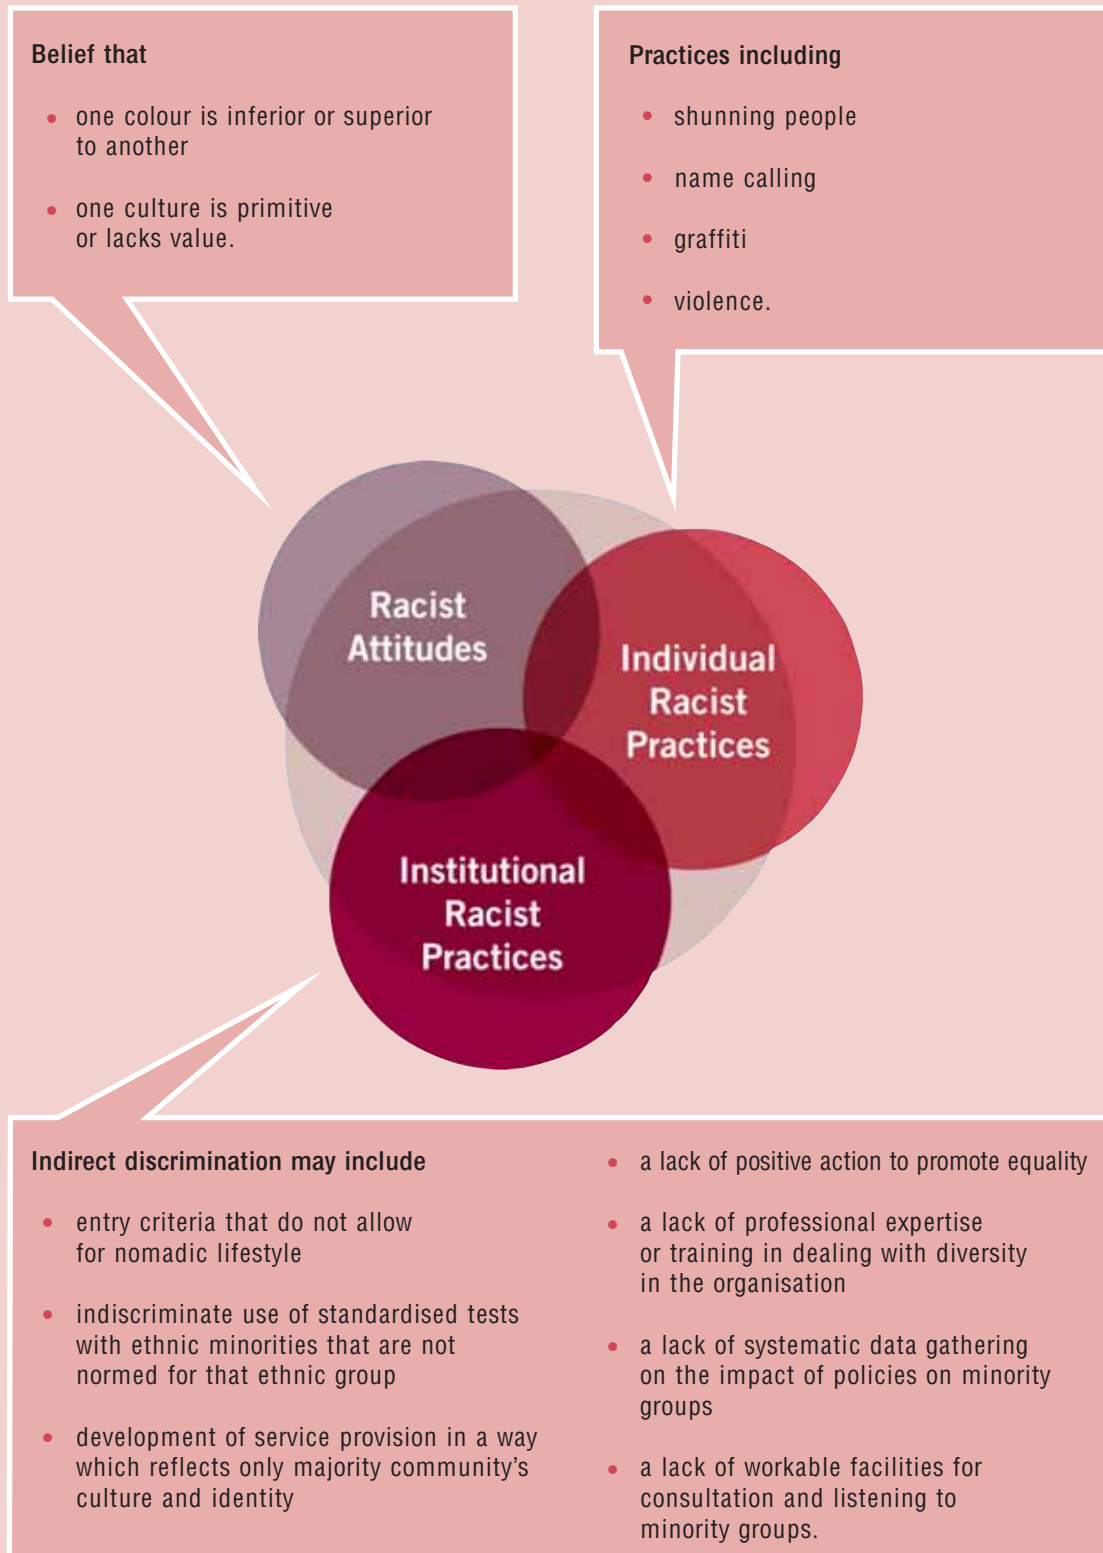 Belief that
• one colour is inferior or superior
to another
• one culture is primitive
or lacks value.
Practices including
• shunning people
• name calling
• graffiti
• violence.
Racist
Attitudes
Individual
Racist
Practices
Institutional
Racist
Practices
Indirect discrimination may include
• entry criteria that do not allow
for nomadic lifestyle
• indiscriminate use of standardised tests
with ethnic minorities that are not
normed for that ethnic group
• development of service provision in a way
which reflects only majority community's
culture and identity
• a lack of positive action to promote equality
• a lack of professional expertise
or training in dealing with diversity
in the organisation
• a lack of systematic data gathering
on the impact of policies on minority
groups
• a lack of workable facilities for
consultation and listening to
minority groups.